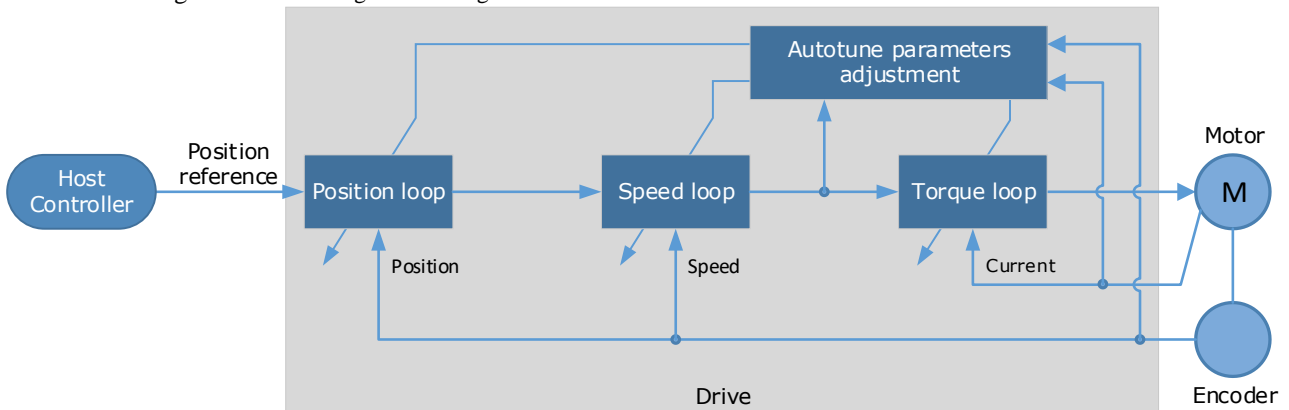 Autotune parameters
adjustment
Motor
Position
reference
Host
Controller
Position loop
Speed loop
Torque loop
M
Position
Speed
Current
Drive
Encoder